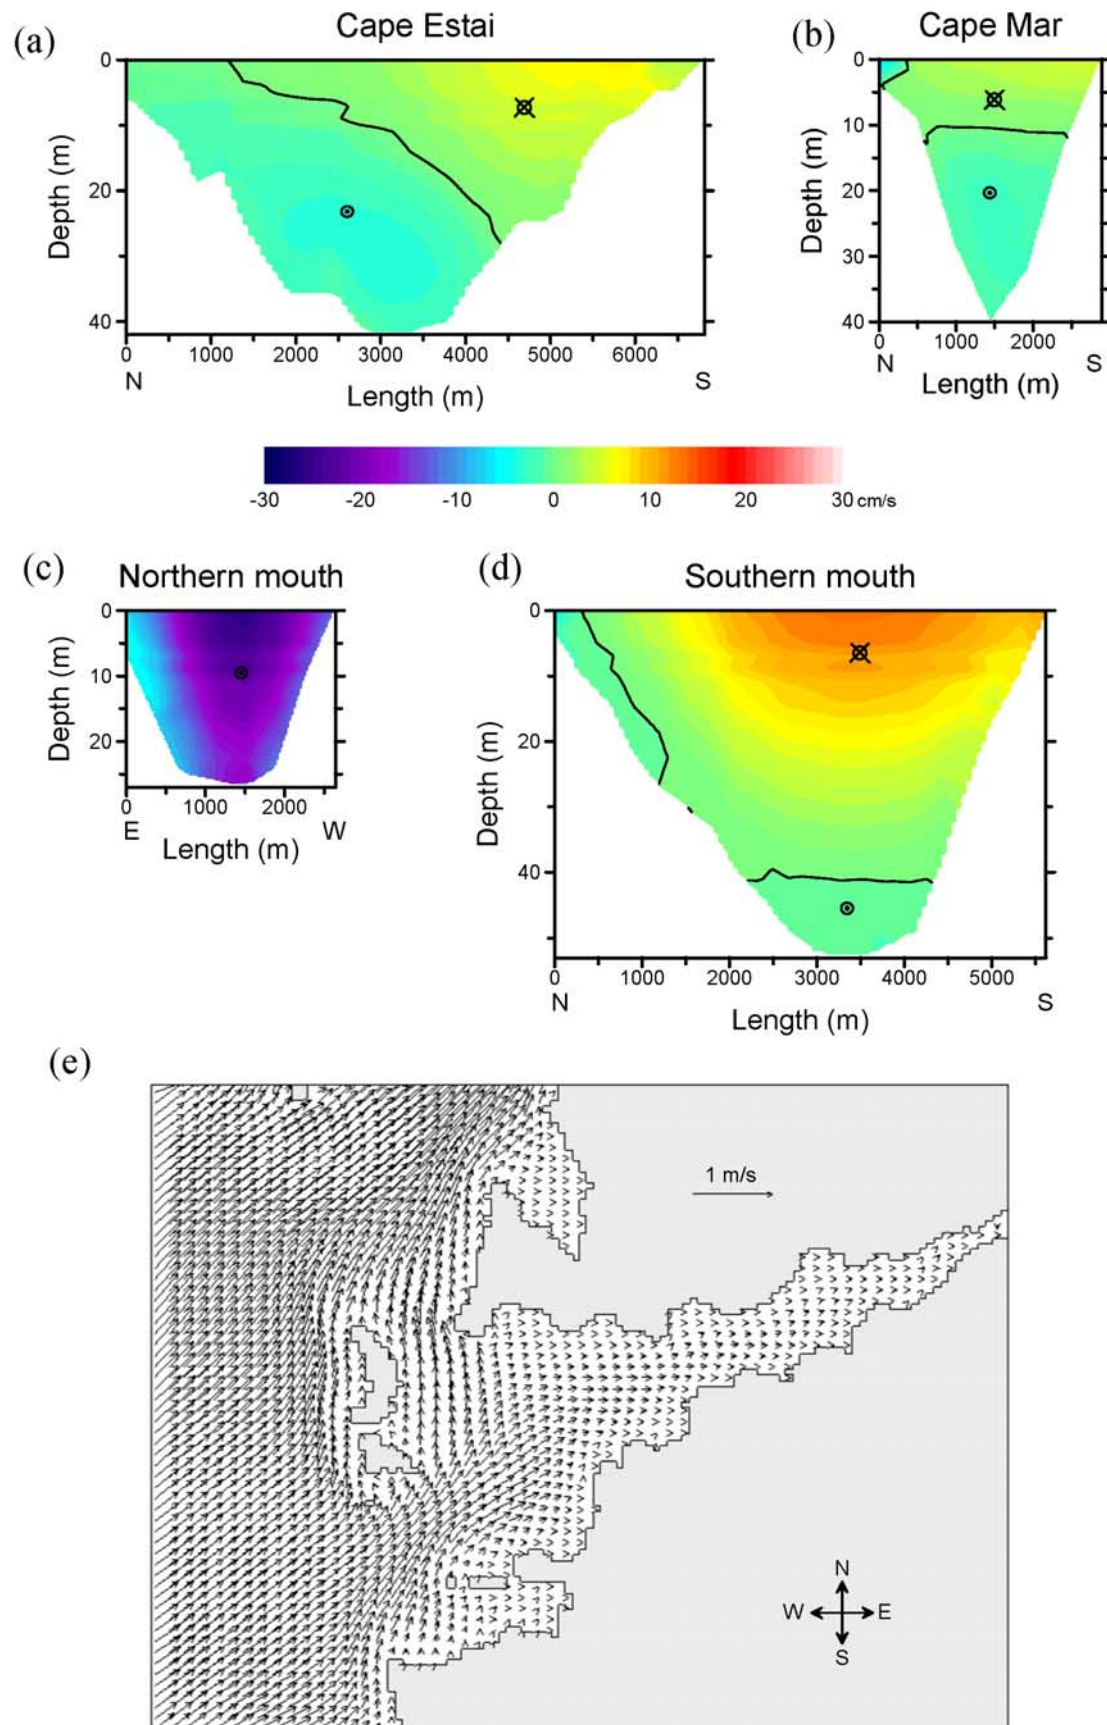 (a) Cape Estai
(b) Cape Mar
0
20
40
Depth (m)
0 1000 2000 3000 4000 5000 6000
N S
Length (m)
0
10
20
30
40
Depth (m)
0 1000 2000
N S
Length (m)
-30 -20 -10 0 10 20 30 cm/s
(c) Northern mouth
(d) Southern mouth
0
10
20
Depth (m)
0 1000 2000
E W
Length (m)
0
20
40
Depth (m)
0 1000 2000 3000 4000 5000
N S
Length (m)
(e)
1 m/s
N
W E
S